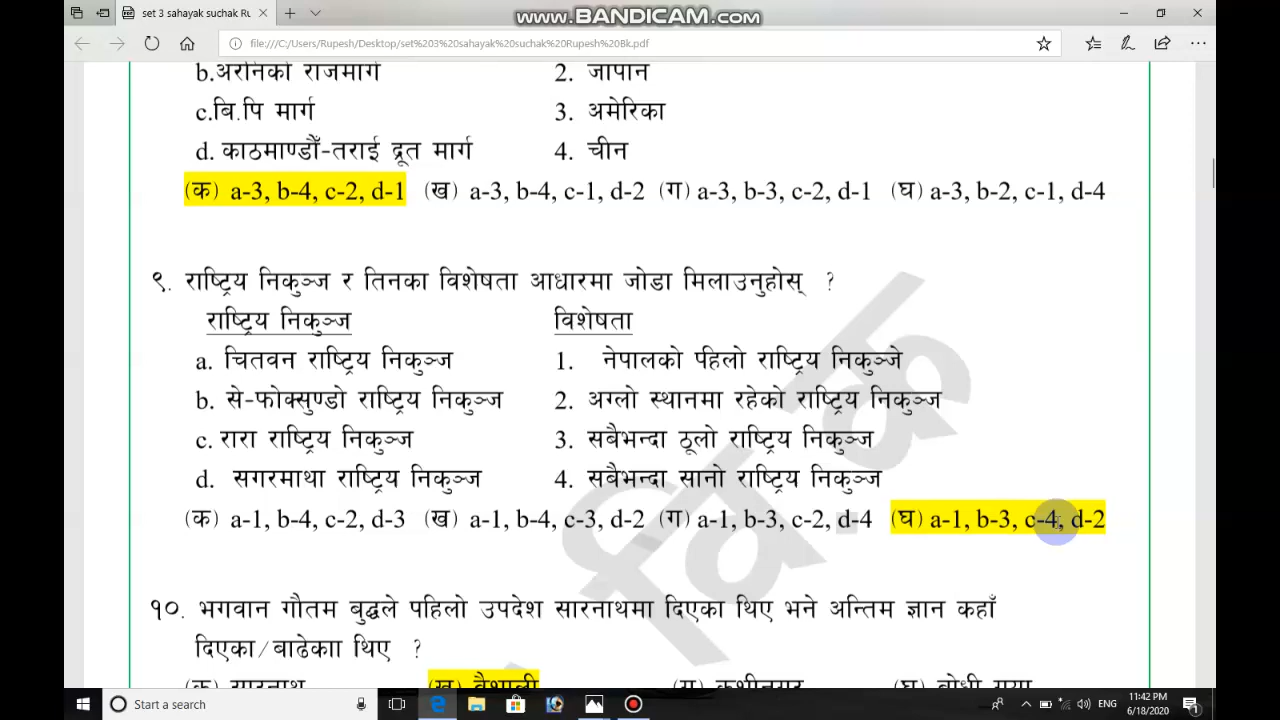 set 3 sahayak suchak Ru
www.BANDICAM.com
file:///C:/Users/Rupesh/Desktop/set%203%20sahayak%20suchak%20Rupesh%20Bk.pdf
b.अरनिको राजमार्ग 2. जापान
c.बि.पि मार्ग 3. अमेरिका
d. काठमाण्डौँ-तराई द्रूत मार्ग 4. चीन
(क) a-3, b-4, c-2, d-1 (ख) a-3, b-4, c-1, d-2 (ग) a-3, b-3, c-2, d-1 (घ) a-3, b-2, c-1, d-4
९. राष्ट्रिय निकुञ्ज र तिनका विशेषता आधारमा जोडा मिलाउनुहोस् ?
राष्ट्रिय निकुञ्ज विशेषता
a. चितवन राष्ट्रिय निकुञ्ज 1. नेपालको पहिलो राष्ट्रिय निकुञ्जे
b. से-फोक्सुण्डो राष्ट्रिय निकुञ्ज 2. अग्लो स्थानमा रहेको राष्ट्रिय निकुञ्ज
c. रारा राष्ट्रिय निकुञ्ज 3. सबैभन्दा ठूलो राष्ट्रिय निकुञ्ज
d. सगरमाथा राष्ट्रिय निकुञ्ज 4. सबैभन्दा सानो राष्ट्रिय निकुञ्ज
(क) a-1, b-4, c-2, d-3 (ख) a-1, b-4, c-3, d-2 (ग) a-1, b-3, c-2, d-4 (घ) a-1, b-3, c-4, d-2
१०. भगवान गौतम बुद्धले पहिलो उपदेश सारनाथमा दिएका थिए भने अन्तिम ज्ञान कहाँ
दिएका/बाढेकाा थिए ?
(क) सारनाथ (ख) वैशाली (ग) कुशीनगर (घ) बोधी गया
वि.क.
Start a search
ENG
11:42 PM
6/18/2020